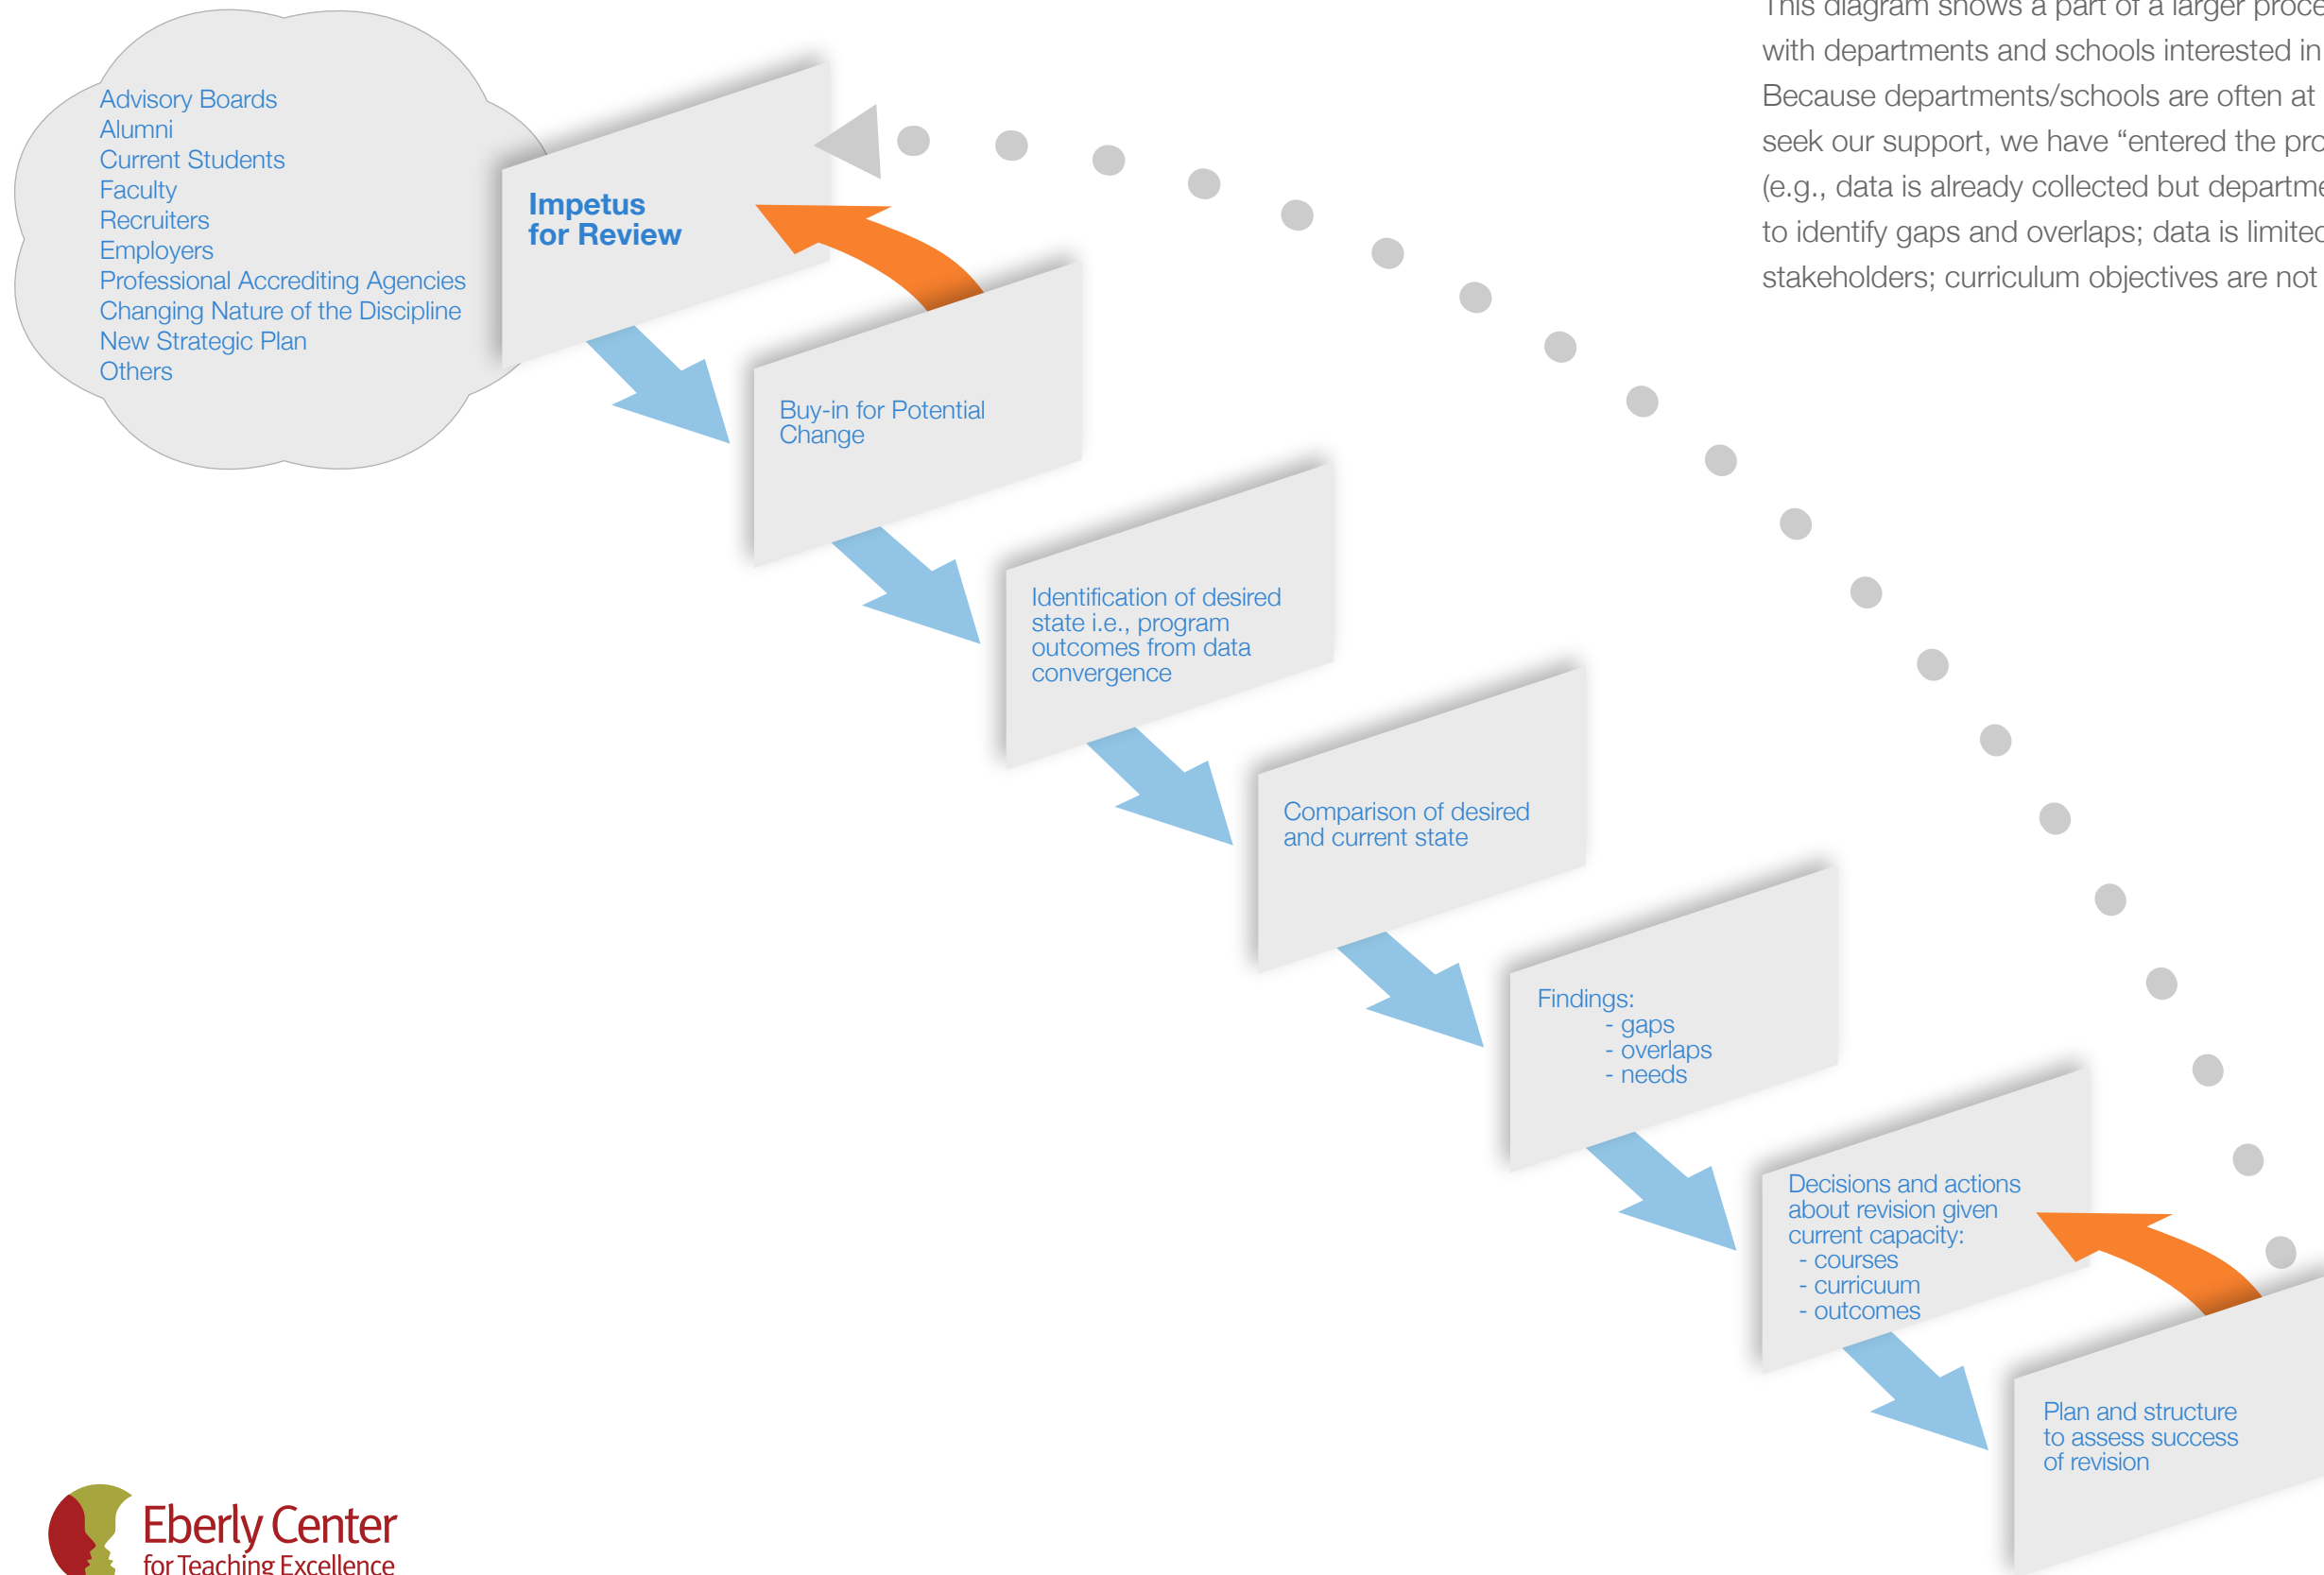 Advisory Boards
Alumni
Current Students
Faculty
Recruiters
Employers
Professional Accrediting Agencies
Changing Nature of the Discipline
New Strategic Plan
Others
Impetus
for Review
This diagram shows a part of a larger
with departments and schools interested in
Because departments/schools are often at
seek our support, we have “entered the
(e.g., data is already collected but
to identify gaps and overlaps; data is limited
stakeholders; curriculum objectives are not
Buy-in for Potential
Change
Identification of desired
state i.e., program
outcomes from data
convergence
Comparison of desired
and current state
Findings:
- gaps
- overlaps
- needs
Decisions and actions
about revision given
current capacity:
- courses
- curricuum
- outcomes
Plan and structure
to assess success
of revision
Eberly Center
for Teaching Excellence